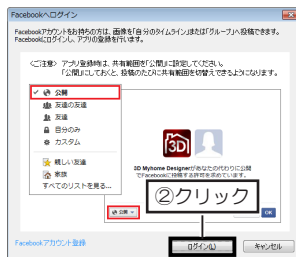 Facebookへログイン
Facebookアカウントをお持ちの方は、画像を「自分のタイムライン」または「グループ」へ投稿できます。
Facebookにログインし、アプリの登録を行います。
<ご注意> アプリ登録時は、共有範囲を「公開」に設定してください。
「公開」にしておくと、投稿のたびに共有範囲を切替えできるようになります。
✓ 公開
友達の友達
友達
自分のみ
カスタム
親しい友達
家族
すべてのリストを見る...
3D
3D Myhome Designerがあなたの代わりに公開
でFacebookに投稿する許可を求めています。
公開
OK
②クリック
Facebookアカウント登録
ログイン(L)
キャンセル